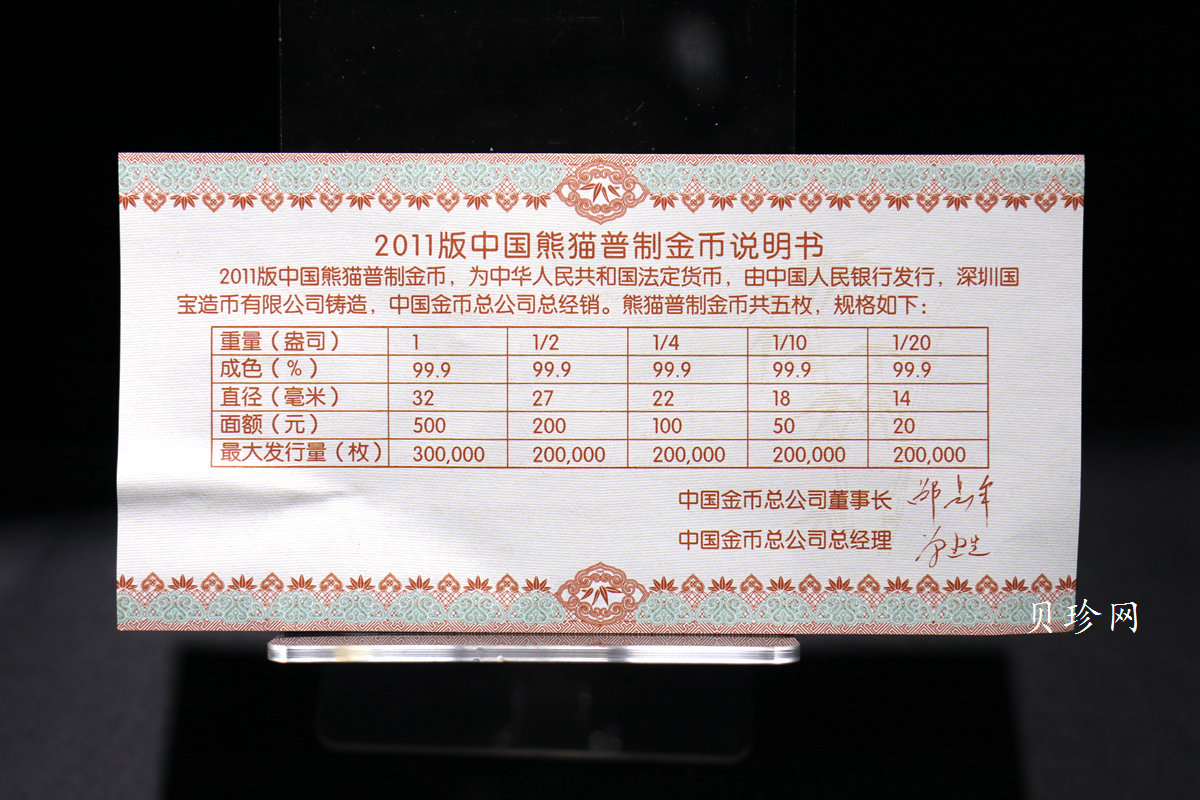 2011版中国熊猫普制金币说明书
2011版中国熊猫普制金币，为中华人民共和国法定货币，由中国人民银行发行，深圳国
宝造币有限公司铸造，中国金币总公司总经销。熊猫普制金币共五枚，规格如下：
重量（盎司） 1 1/2 1/4 1/10 1/20
成色（%） 99.9 99.9 99.9 99.9 99.9
直径（毫米） 32 27 22 18 14
面额（元） 500 200 100 50 20
最大发行量（枚） 300,000 200,000 200,000 200,000 200,000
中国金币总公司董事长
中国金币总公司总经理
贝珍网